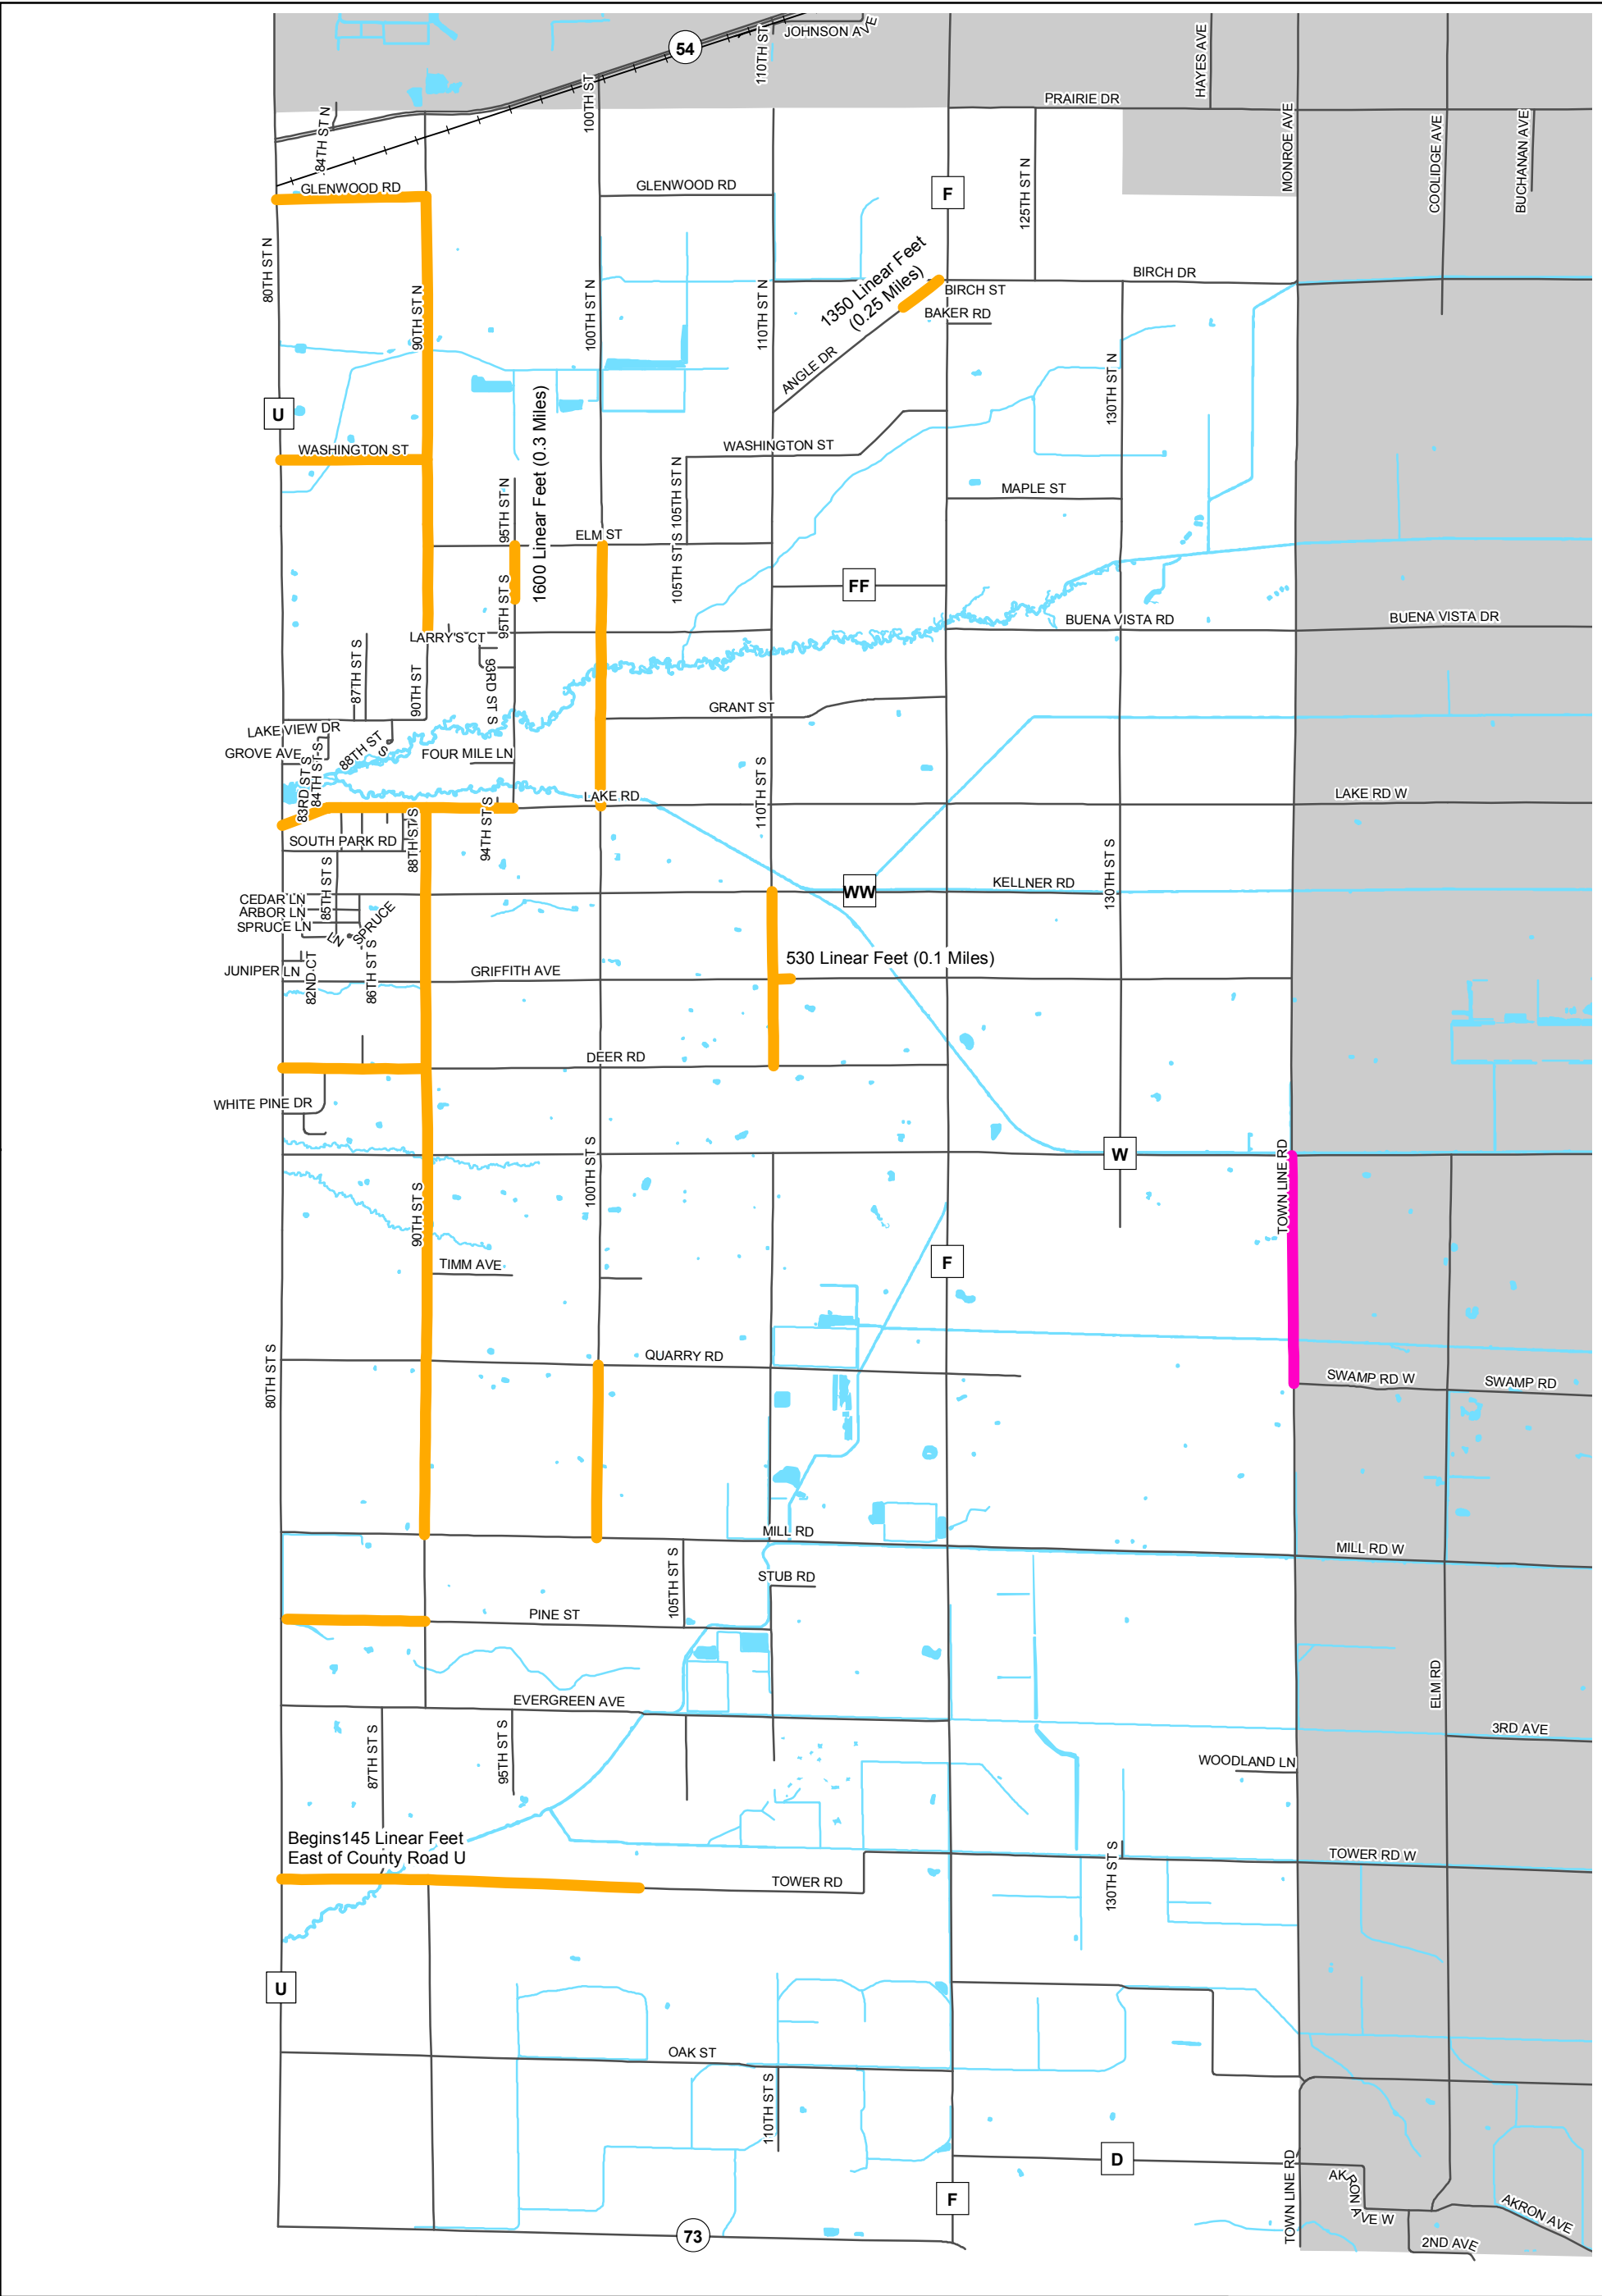 JOHNSON AVE
54
110TH ST
100TH ST
HAYES AVE
PRAIRIE DR
MONROE AVE
COOLIDGE AVE
BUCHANAN AVE
84TH ST N
GLENWOOD RD
GLENWOOD RD
F
125TH ST N
80TH ST N
90TH ST N
100TH ST N
110TH ST N
1350 Linear Feet
(0.25 Miles)
BIRCH DR
BIRCH ST
BAKER RD
ANGLE DR
130TH ST N
U
1600 Linear Feet (0.3 Miles)
WASHINGTON ST
WASHINGTON ST
95TH ST N
105TH ST N
MAPLE ST
ELM ST
105TH ST S
FF
95TH ST S
LARRY'S CT
BUENA VISTA RD
BUENA VISTA DR
87TH ST S
90TH ST
93RD ST S
GRANT ST
LAKE VIEW DR
GROVE AVE
88TH ST S
FOUR MILE LN
83RD ST S
84TH ST S
110TH ST S
LAKE RD
LAKE RD W
SOUTH PARK RD
88TH ST S
94TH ST S
130TH ST S
85TH ST S
WW
KELLNER RD
CEDAR LN
ARBOR LN
SPRUCE LN
SPRUCE LN
530 Linear Feet (0.1 Miles)
JUNIPER LN
82ND CT
86TH ST S
GRIFFITH AVE
DEER RD
WHITE PINE DR
W
TOWN LINE RD
100TH ST S
90TH ST S
F
TIMM AVE
80TH ST S
QUARRY RD
SWAMP RD W
SWAMP RD
MILL RD
MILL RD W
105TH ST S
STUB RD
PINE ST
ELM RD
EVERGREEN AVE
87TH ST S
95TH ST S
3RD AVE
WOODLAND LN
Begins145 Linear Feet
East of County Road U
TOWER RD
TOWER RD W
130TH ST S
U
OAK ST
110TH ST S
D
F
TOWN LINE RD
AKRON AVE W
AKRON AVE
73
2ND AVE